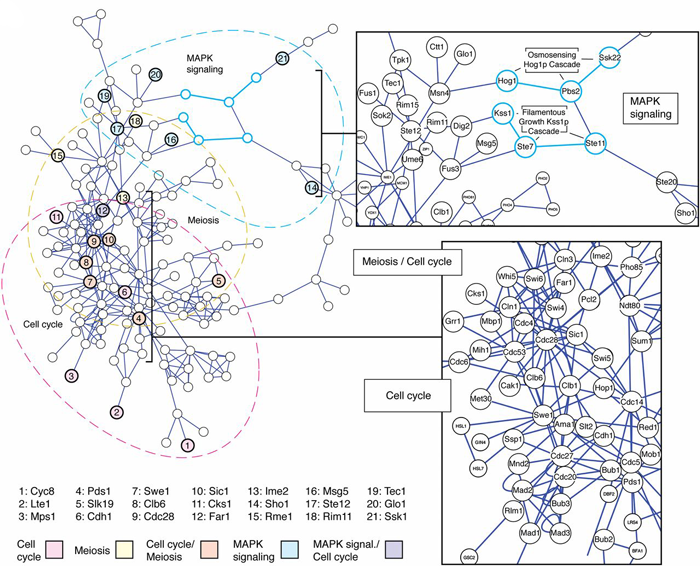 MAPK
signaling
21
20
19
18
17
16
15
14
13
12
11
Meiosis
9
10
8
7
6
5
4
Cell cycle
3
2
1
Osmosensing
Hog1p Cascade
Ssk22
Ctt1
Glo1
Tpk1
Hog1
Pbs2
Msn4
Tec1
Fus1
Rim15
Sok2
Kss1
Filamentous
Growth Kss1p
Cascade
MAPK
signaling
Rim11
Dig2
Ste12
Msg5
Ste7
Ste11
Ume6
Fus3
Ste20
Sho1
Clb1
Meiosis / Cell cycle
Cell cycle
Cln3
Ime2
Whi5
Swi6
Far1
Pho85
Cks1
Cln1
Swi4
Pcl2
Ndt80
Grr1
Mbp1
Cdc4
Sic1
Cdc28
Sum1
Mih1
Cdc53
Swi5
Cdc6
Cak1
Clb6
Clb1
Hop1
Met30
Cdc14
Swe1
HSL1
Ama1
Slt2
Red1
GIN4
Ssp1
Cdh1
Mob1
HSL7
Mnd2
Cdc27
Cdc5
Cdc20
Bub1
Pds1
Mad2
DBF2
Rlm1
Bub3
LRG4
Mad1
Mad3
Bub2
BFA1
GSC2
1: Cyc8 4: Pds1 7: Swe1 10: Sic1 13: Ime2 16: Msg5 19: Tec1
2: Lte1 5: Slk19 8: Clb6 11: Cks1 14: Sho1 17: Ste12 20: Glo1
3: Mps1 6: Cdh1 9: Cdc28 12: Far1 15: Rme1 18: Rim11 21: Ssk1
Cell
cycle
Meiosis
Cell cycle/
Meiosis
MAPK
signaling
MAPK signal./
Cell cycle